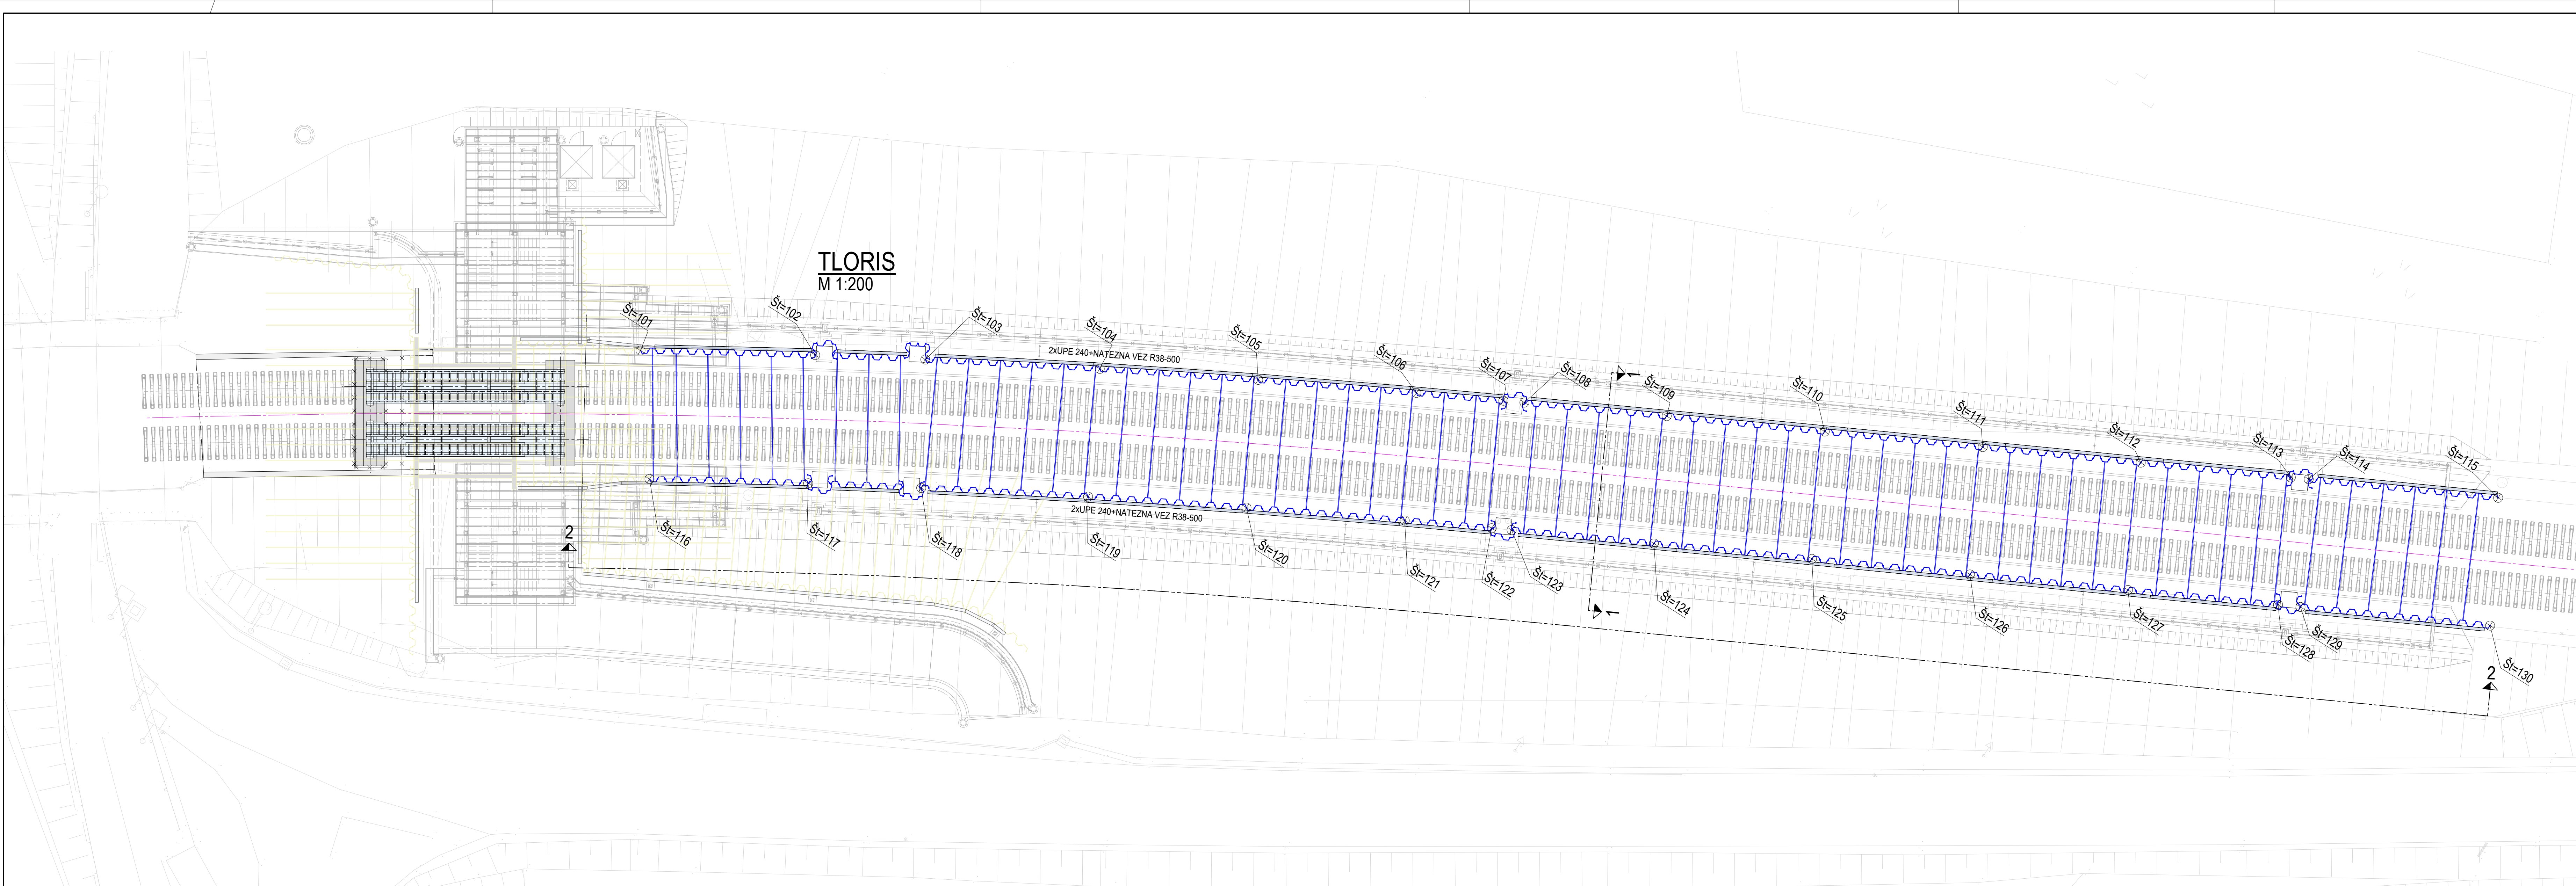 TLORIS
M 1:200
Št=101
Št=102
Št=103
Št=104
Št=105
Št=106
Št=107
Št=108
1
Št=109
Št=110
Št=111
Št=112
Št=113
Št=114
Št=115
2xUPE 240+NATEZNA VEZ R38-500
2xUPE 240+NATEZNA VEZ R38-500
2
Št=116
Št=117
Št=118
Št=119
Št=120
Št=121
Št=122
Št=123
1
Št=124
Št=125
Št=126
Št=127
Št=128
Št=129
Št=130
2